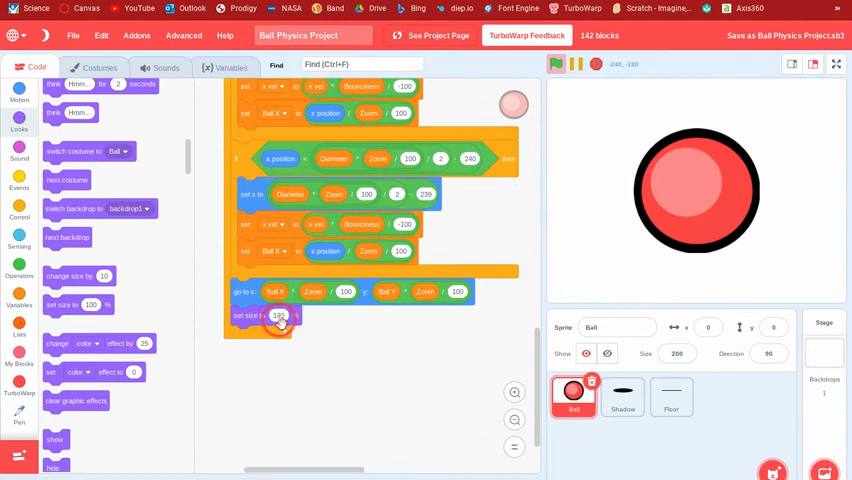 Science YouTube Outlook Prodigy NASA Band Drive Bing diep.io Font Engine TurboWarp Scratch - Imagine,... Axis360 »
File Edit Addons Advanced Help Ball Physics Project See Project Page TurboWarp Feedback 142 blocks Save as Ball Physics Project.sb3
Code Costumes Sounds Variables Find Find (Ctrl+F) -240, -180
Motion
Looks
Sound
Events
Control
Sensing
Operators
Variables
Lists
My Blocks
TurboWarp
Pen
think Hmm... for 2 seconds
think Hmm...
switch costume to Ball
next costume
switch backdrop to backdrop1
next backdrop
change size by 10
set size to 100 %
change color effect by 25
set color effect to 0
clear graphic effects
show
hide
set x vel to x vel * Bounciness / -100
set Ball X to x position / Zoom / 100
if x position < Diameter * Zoom / 100 / 2 - 240 then
set x to Diameter * Zoom / 100 / 2 - 239
set x vel to x vel * Bounciness / -100
set Ball X to x position / Zoom / 100
go to x: Ball X * Zoom / 100 y: Ball Y * Zoom / 100
set size to %
Sprite Ball x 0 y 0
Show Size 200 Direction 90
Ball
Shadow
Floor
Stage
Backdrops
1